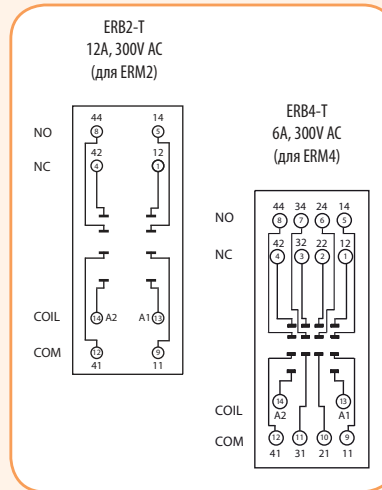 ERB2-T
12A, 300V AC
(для ERM2)
44 14
NO 8 5
42 12
NC 4 1
COIL 14 A2 A1 13
COM 12 9
41 11
ERB4-T
6A, 300V AC
(для ERM4)
44 34 24 14
NO 8 7 6 5
42 32 22 12
NC 4 3 2 1
14 13
COIL A2 A1
COM 12 11 10 9
41 31 21 11